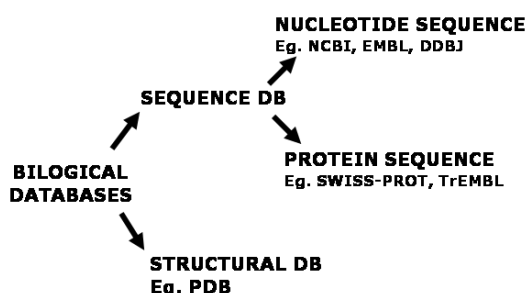 NUCLEOTIDE SEQUENCE
Eg. NCBI, EMBL, DDBJ
SEQUENCE DB
PROTEIN SEQUENCE
Eg. SWISS-PROT, TrEMBL
BILOGICAL
DATABASES
STRUCTURAL DB
Eg. PDB